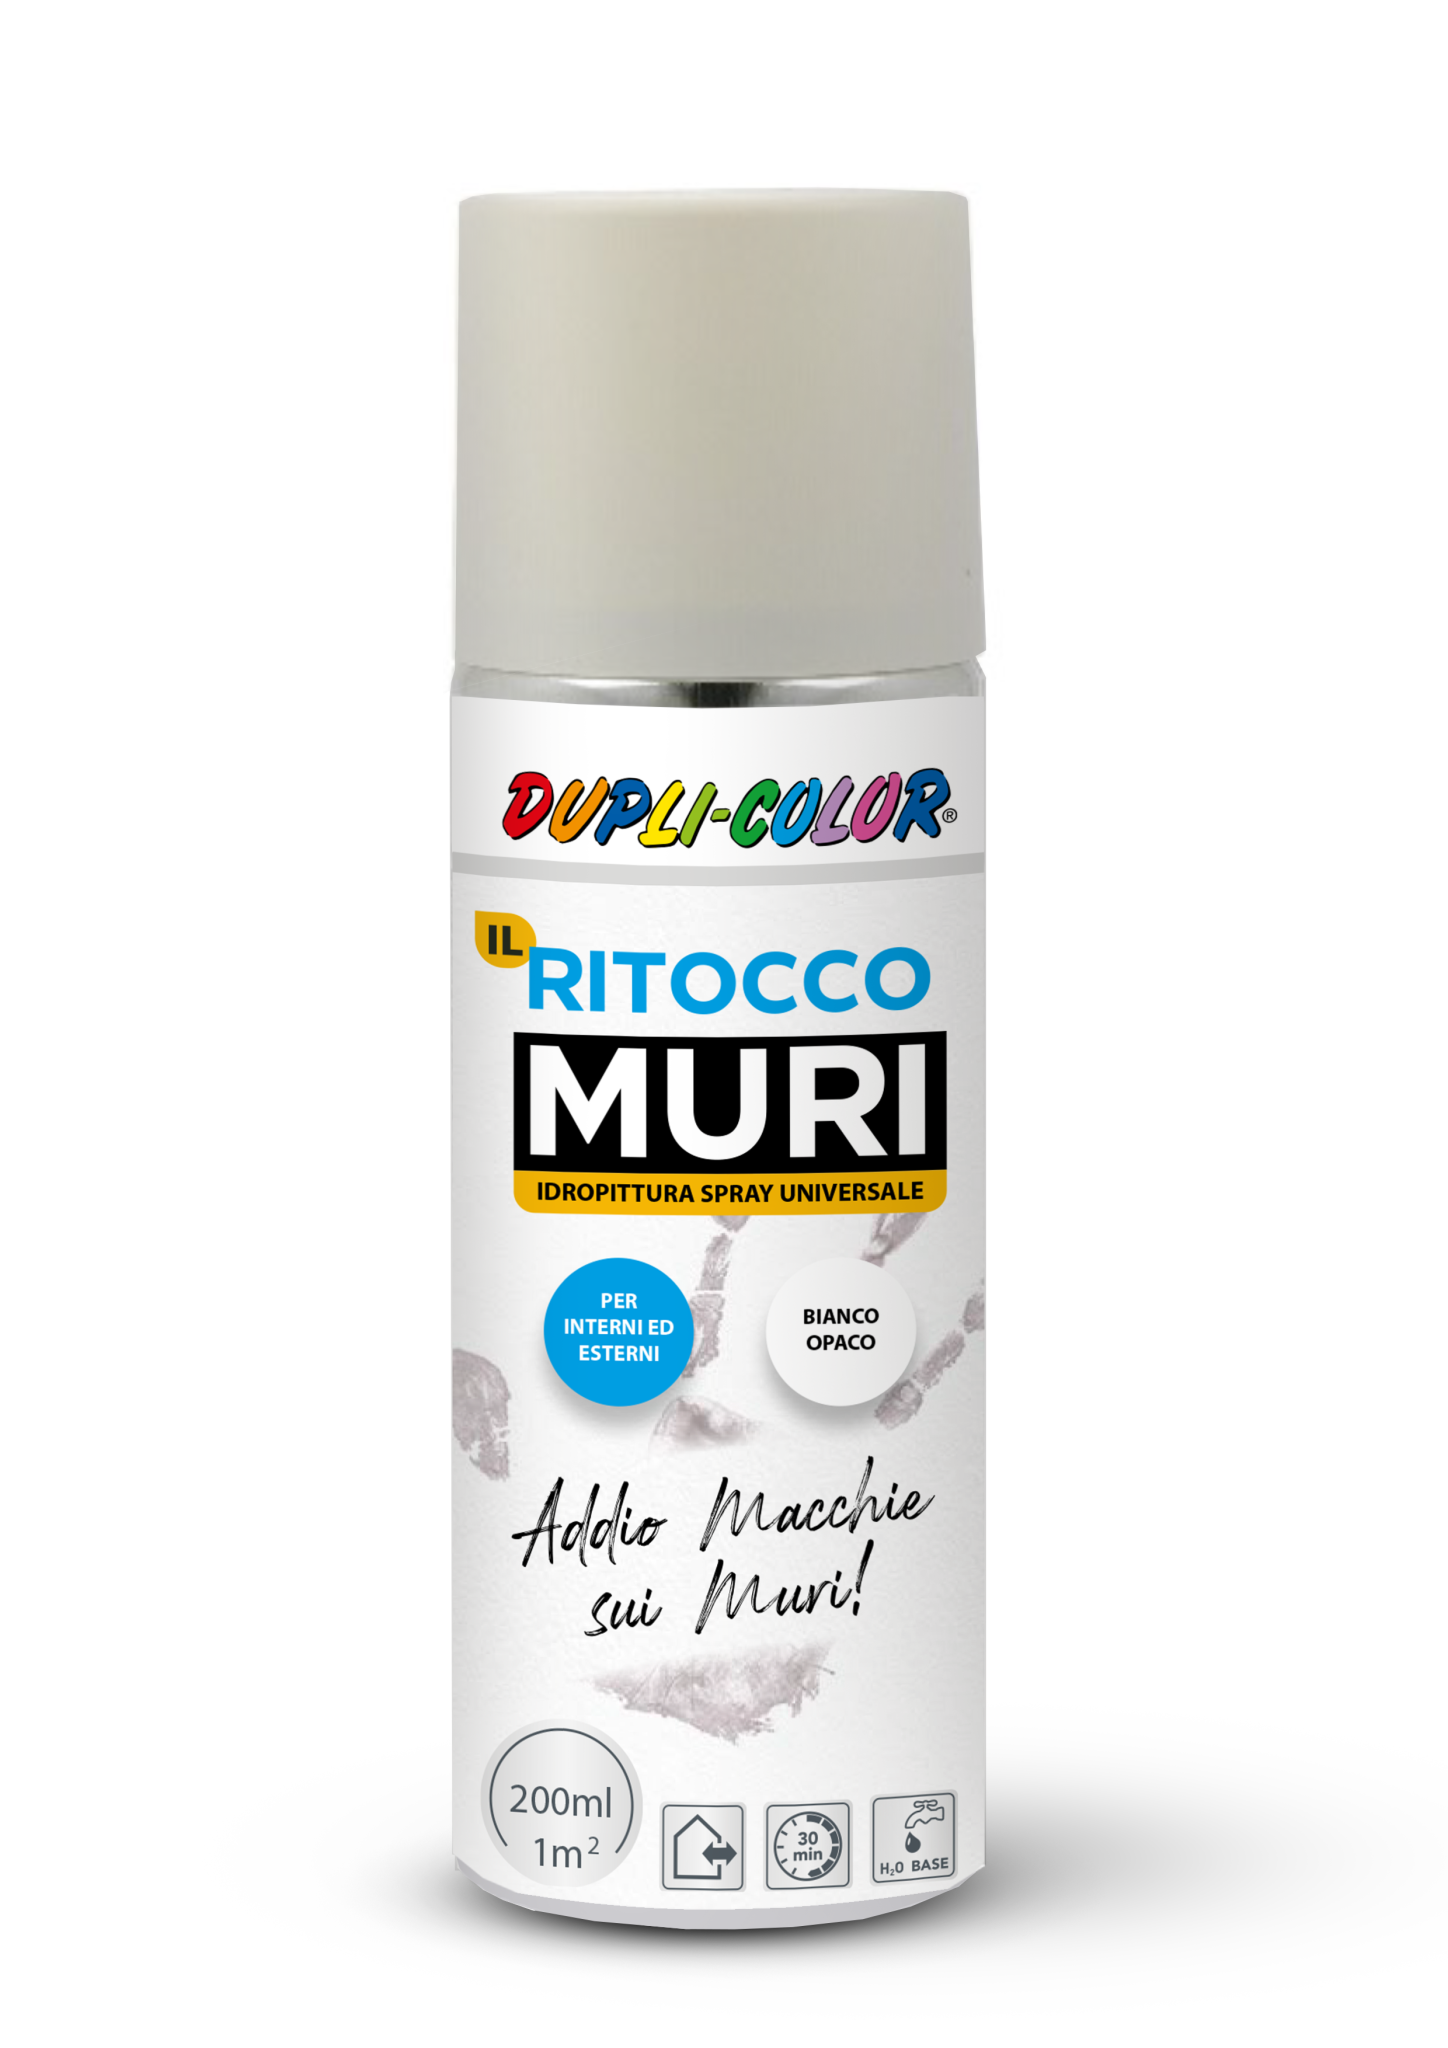 DUPLI-COLOR®
IL
RITOCCO
MURI
IDROPITTURA SPRAY UNIVERSALE
PER
INTERNI ED
ESTERNI
BIANCO
OPACO
Addio Macchie
sui Muri!
200ml
1m²
30
min
H₂O BASE